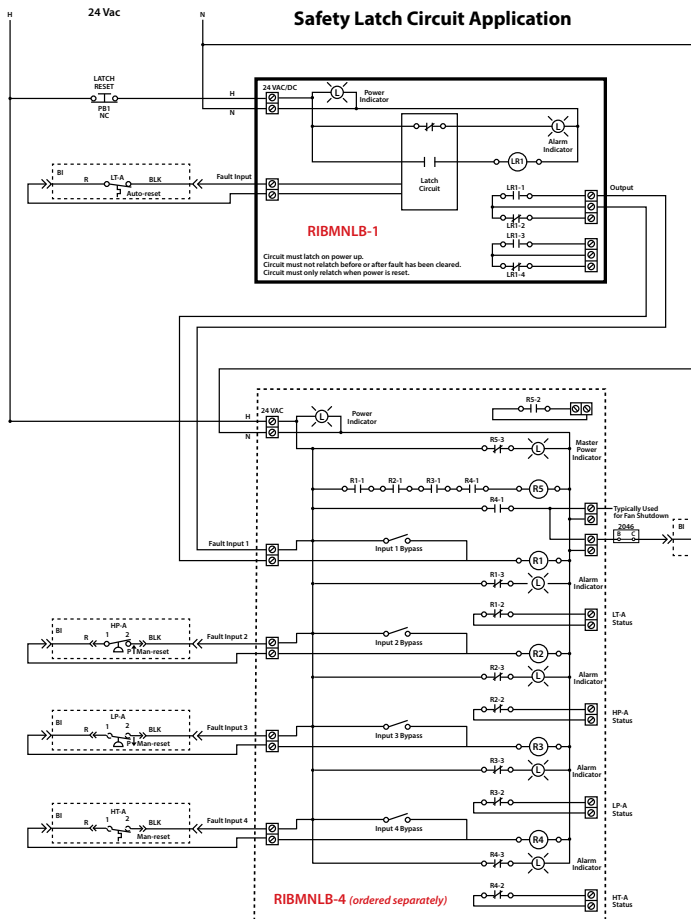 24 Vac
Safety Latch Circuit Application
H
N
LATCH
RESET
PB1
NC
H
N
24 VAC/DC
L
Power
Indicator
L
Alarm
Indicator
LR1
Latch
Circuit
BI
R
LT-A
BLK
Auto-reset
Fault Input
RIBMNLB-1
LR1-1
LR1-2
LR1-3
LR1-4
Output
Circuit must latch on power up.
Circuit must not relatch before or after fault has been cleared.
Circuit must only relatch when power is reset.
H
N
24 VAC
L
Power
Indicator
R5-2
R5-3
L
Master
Power
Indicator
R1-1
R2-1
R3-1
R4-1
R5
R4-1
Typically Used
for Fan Shutdown
2046
B C
BI
Fault Input 1
Input 1 Bypass
R1
R1-3
L
Alarm
Indicator
R1-2
LT-A
Status
BI
HP-A
R
1
2
BLK
P
Man-reset
Fault Input 2
Input 2 Bypass
R2
R2-3
L
Alarm
Indicator
R2-2
HP-A
Status
BI
LP-A
R
1
2
BLK
P
Man-reset
Fault Input 3
Input 3 Bypass
R3
R3-3
L
Alarm
Indicator
R3-2
LP-A
Status
BI
HT-A
R
1
2
BLK
Man-reset
Fault Input 4
Input 4 Bypass
R4
R4-3
L
Alarm
Indicator
R4-2
HT-A
Status
RIBMNLB-4 (ordered separately)